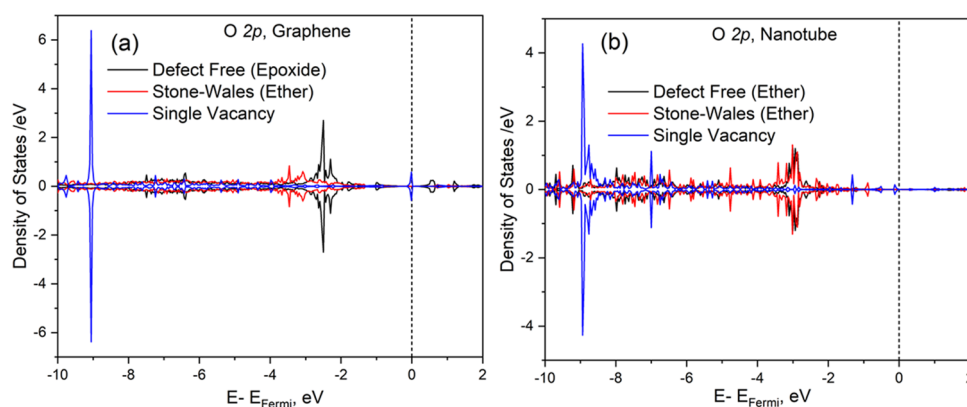 (a)
O 2p, Graphene
Defect Free (Epoxide)
Stone-Wales (Ether)
Single Vacancy
Density of States /eV
6
4
2
0
-2
-4
-6
-10
-8
-6
-4
-2
0
2
E- EFermi, eV
(b)
O 2p, Nanotube
Defect Free (Ether)
Stone-Wales (Ether)
Single Vacancy
Density of States /eV
4
2
0
-2
-4
-10
-8
-6
-4
-2
0
2
E- EFermi, eV